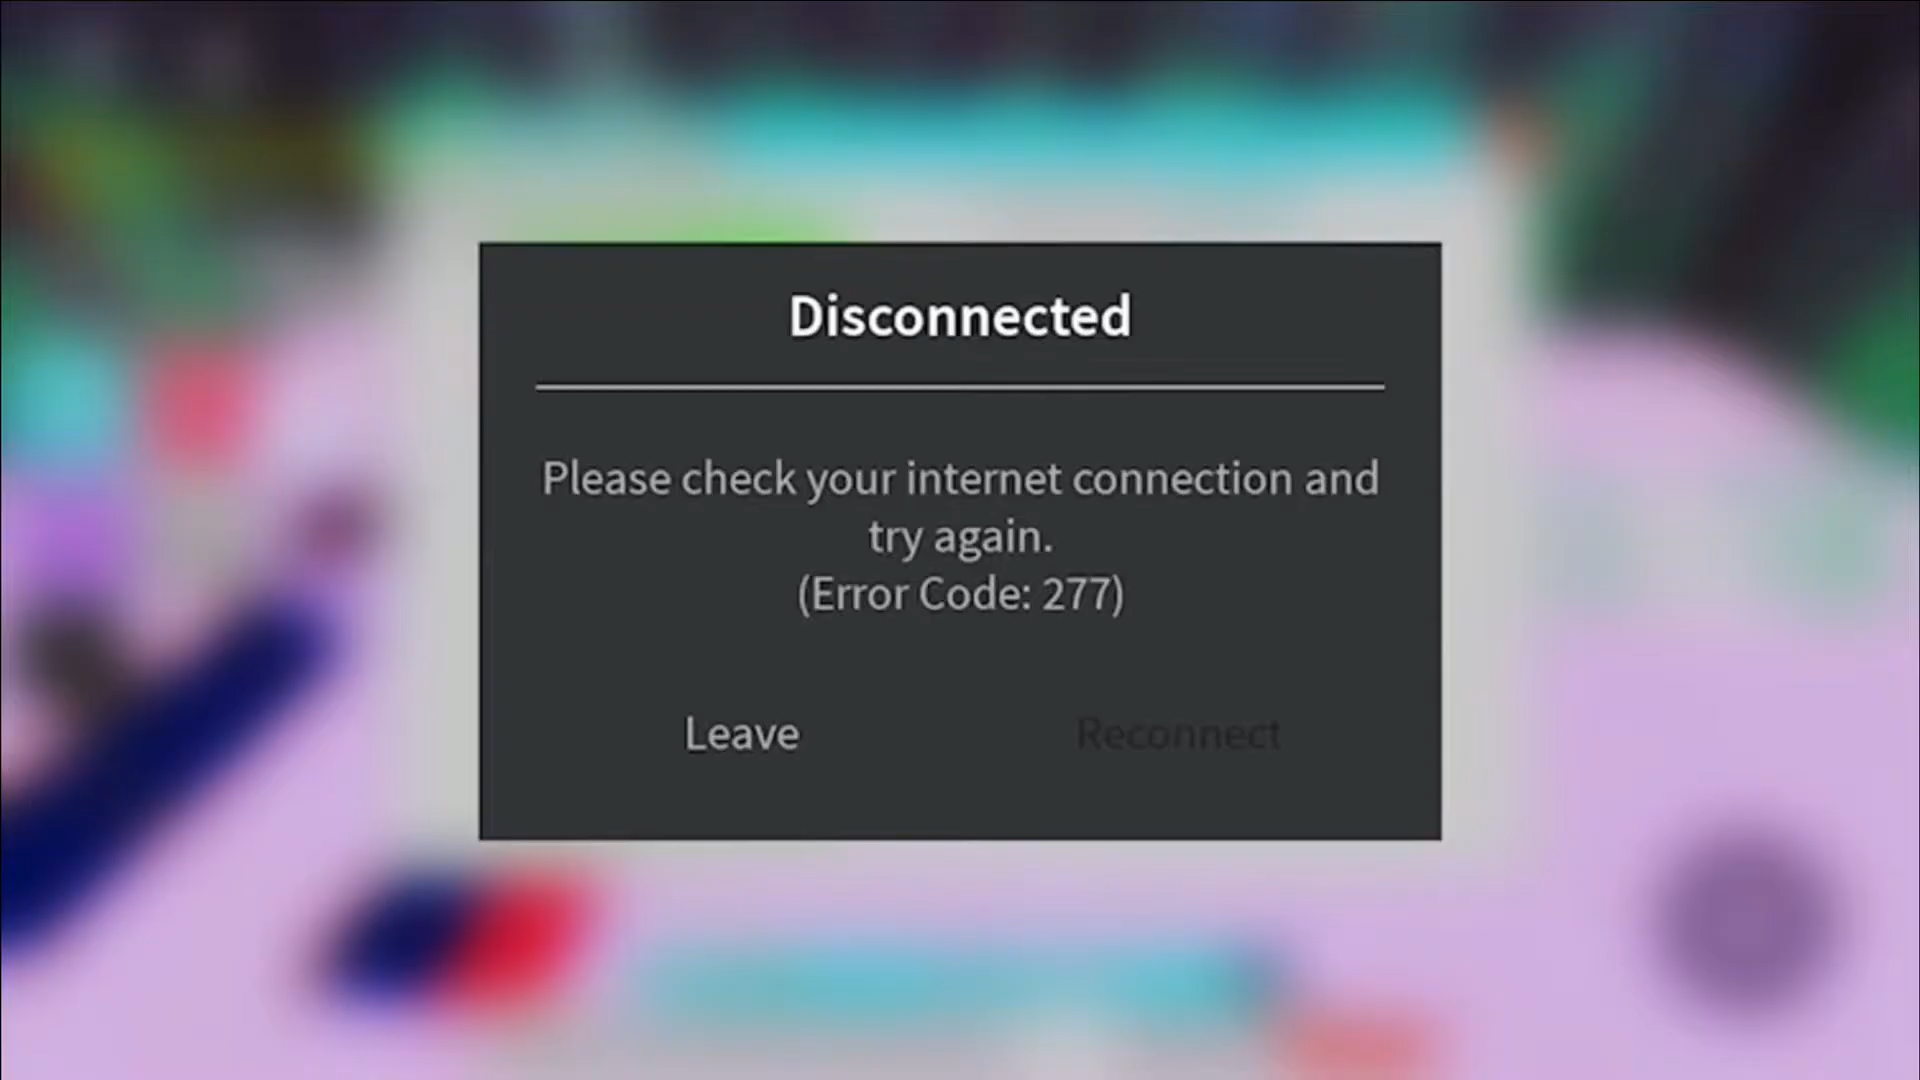 Disconnected
Please check your internet connection and
try again.
(Error Code: 277)
Leave
Reconnect